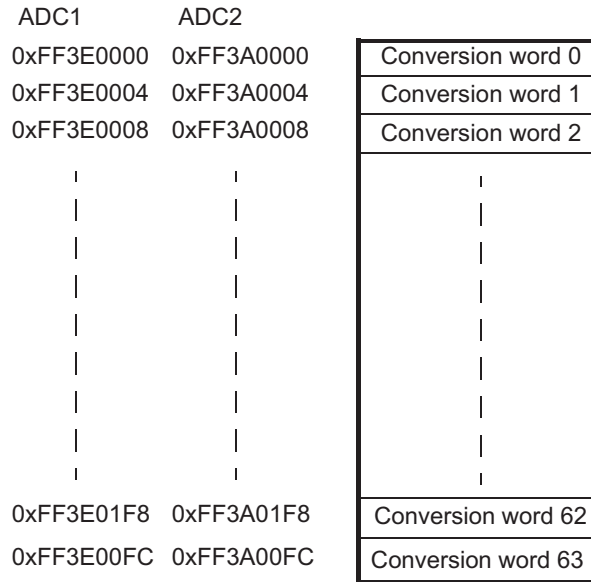 ADC1 ADC2
0xFF3E0000 0xFF3A0000 Conversion word 0
0xFF3E0004 0xFF3A0004 Conversion word 1
0xFF3E0008 0xFF3A0008 Conversion word 2
0xFF3E01F8 0xFF3A01F8 Conversion word 62
0xFF3E00FC 0xFF3A00FC Conversion word 63